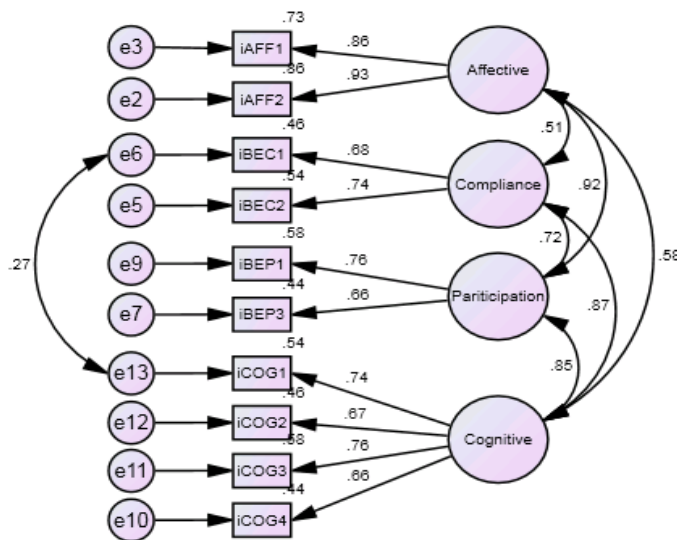 .73
e3 iAFF1 .86 Affective
.86
e2 iAFF2 .93
.46
.51
e6 iBEC1 .68
.54
Compliance
.92
e5 iBEC2 .74
.58
.72
.27
.58
e9 iBEP1 .76
.44
Pariticipation
.87
e7 iBEP3 .66
.54
.85
e13 iCOG1 .74
.46
e12 iCOG2 .67
.58
Cognitive
e11 iCOG3 .76
.44
e10 iCOG4 .66